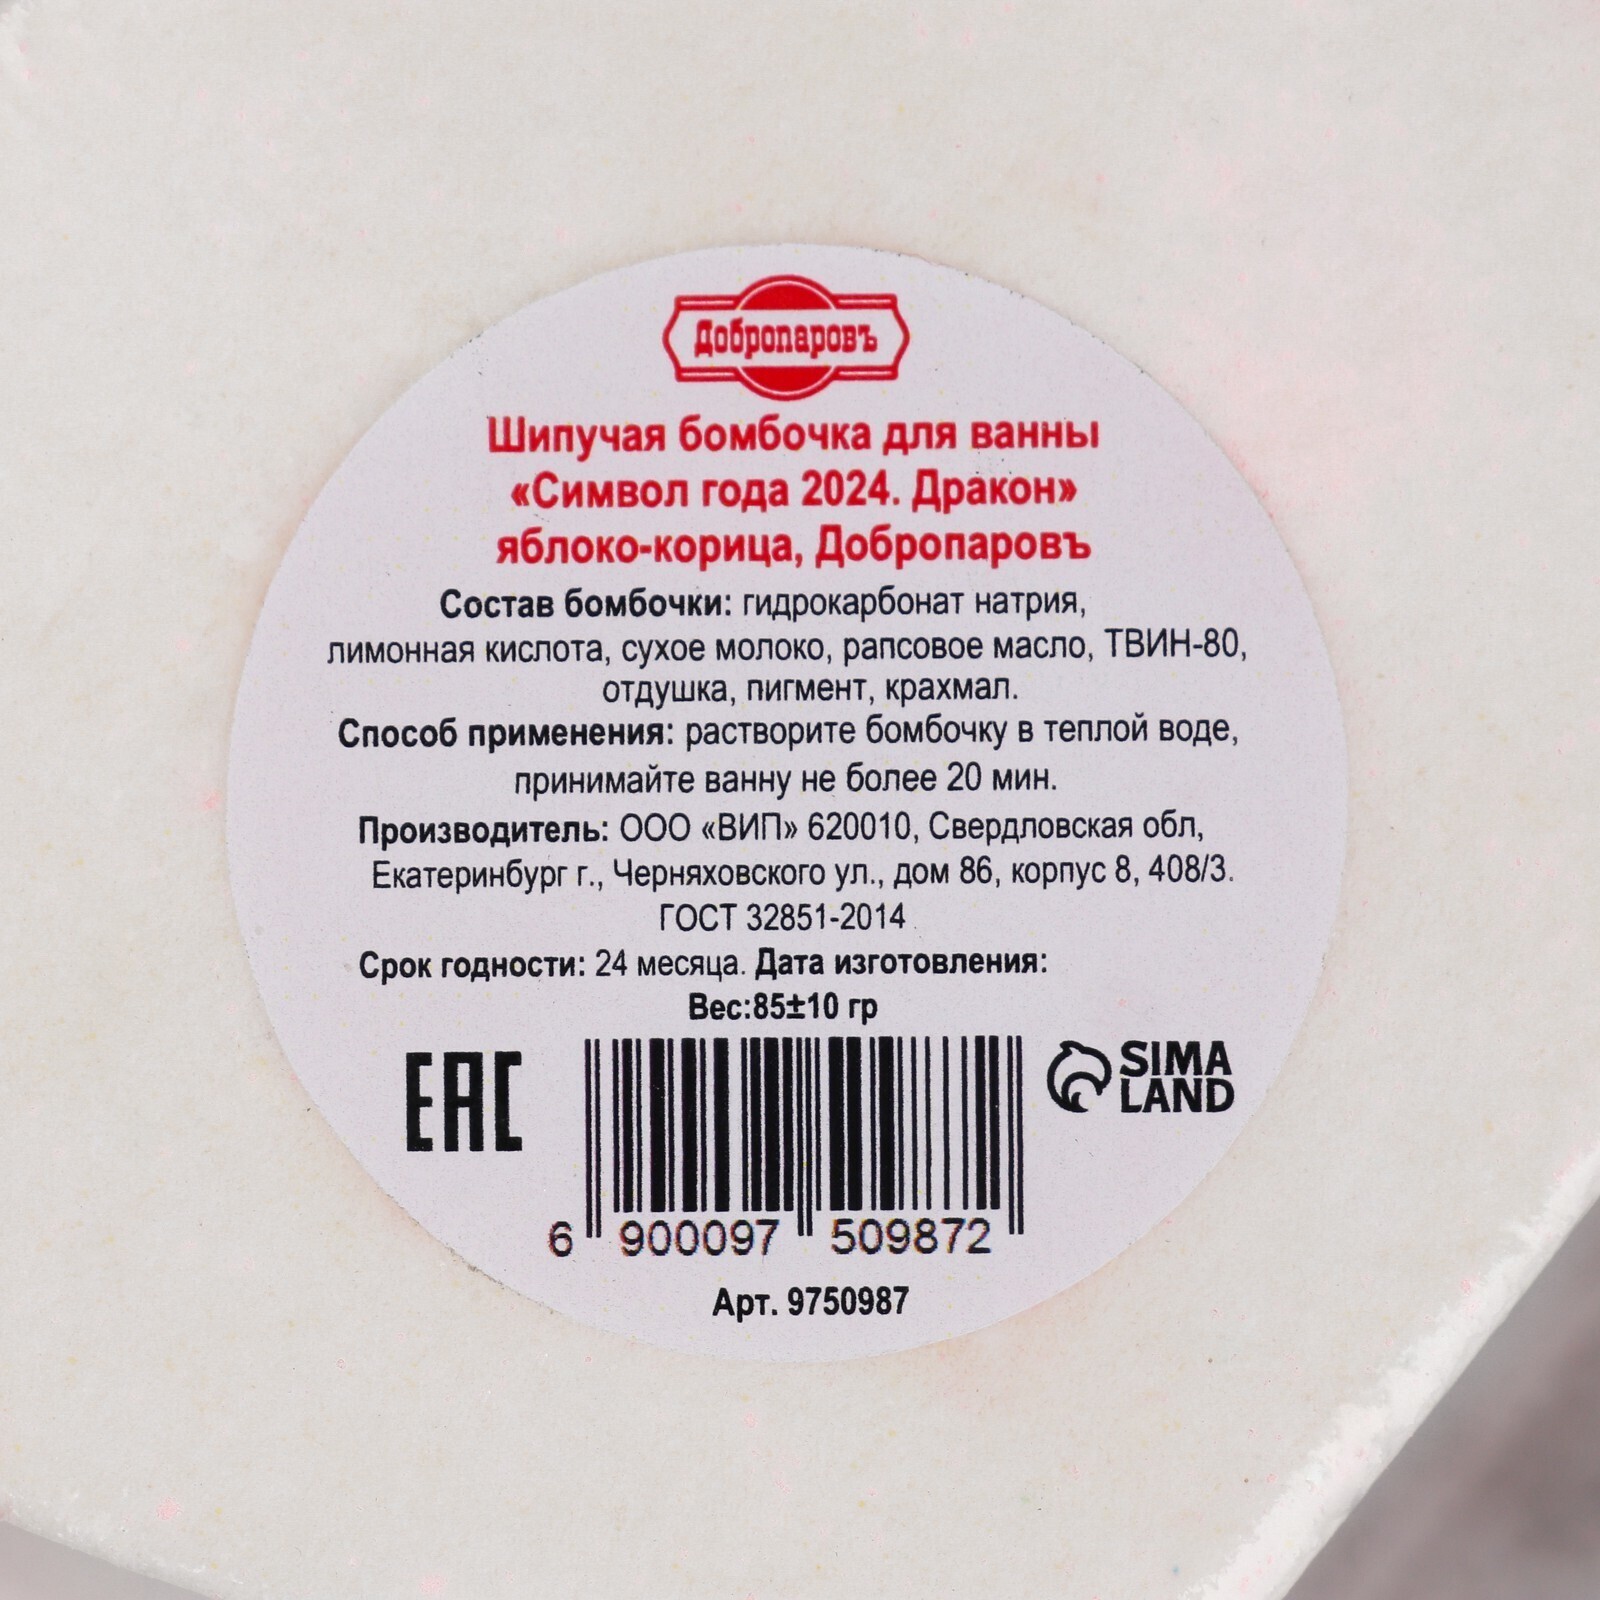 Добропаровъ
Шипучая бомбочка для ванны
«Символ года 2024. Дракон»
яблоко-корица, Добропаровъ
Состав бомбочки: гидрокарбонат натрия,
лимонная кислота, сухое молоко, рапсовое масло, ТВИН-80,
отдушка, пигмент, крахмал.
Способ применения: растворите бомбочку в теплой воде,
принимайте ванну не более 20 мин.
Производитель: ООО «ВИП» 620010, Свердловская обл,
Екатеринбург г., Черняховского ул., дом 86, корпус 8, 408/3.
ГОСТ 32851-2014
Срок годности: 24 месяца. Дата изготовления:
Вес:85±10 гр
EAC
SIMA
LAND
6 900097 509872
Арт. 9750987